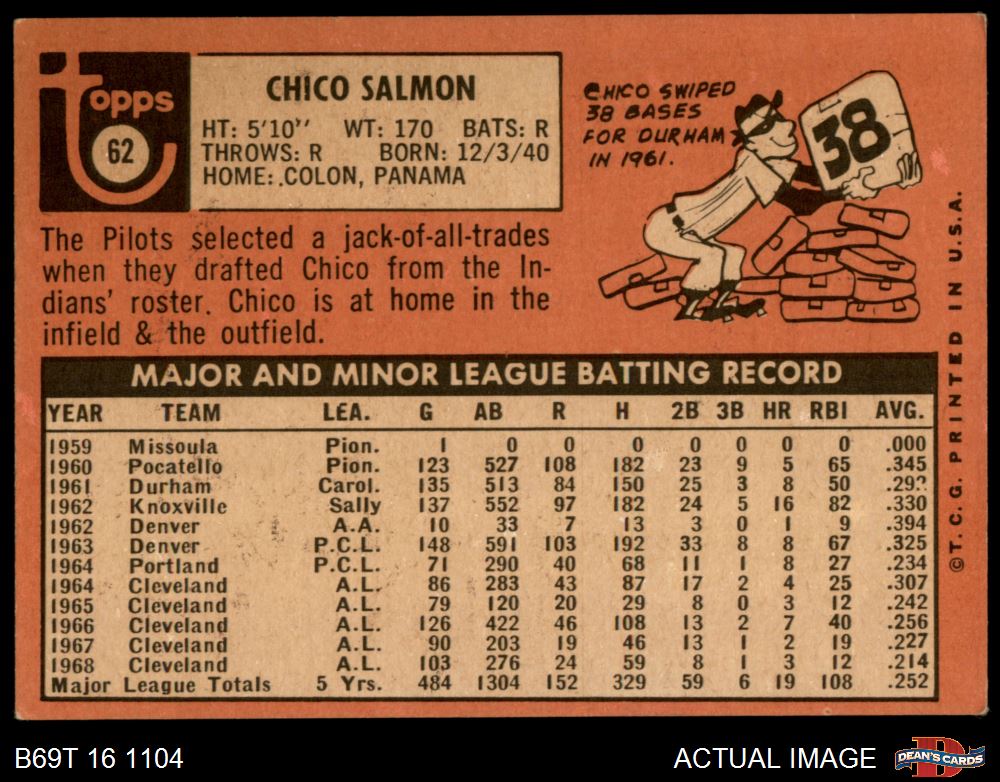 Topps
62
CHICO SALMON
HT: 5'10" WT: 170 BATS: R
THROWS: R BORN: 12/3/40
HOME: COLON, PANAMA
The Pilots selected a jack-of-all-trades
when they drafted Chico from the In-
dians' roster. Chico is at home in the
infield & the outfield.
CHICO SWIPED
38 BASES
FOR DURHAM
IN 1961.
38
MAJOR AND MINOR LEAGUE BATTING RECORD
YEAR TEAM LEA. G AB R H 2B 3B HR RBI AVG.
1959 Missoula Pion. 1 0 0 0 0 0 0 0 .000
1960 Pocatello Pion. 123 527 108 182 23 9 5 65 .345
1961 Durham Carol. 135 513 84 150 25 3 8 50
1962 Knoxville Sally 137 552 97 182 24 5 16 82 .330
1962 Denver A.A. 10 33 7 13 3 0 1 9 .394
1963 Denver P.C.L. 148 591 103 192 33 8 8 67 .325
1964 Portland P.C.L. 71 290 40 68 11 1 8 27 .234
1964 Cleveland A.L. 86 283 43 87 17 2 4 25 .307
1965 Cleveland A.L. 79 120 20 29 8 0 3 12 .242
1966 Cleveland A.L. 126 422 46 108 13 2 7 40 .256
1967 Cleveland A.L. 90 203 19 46 13 1 2 19 .227
1968 Cleveland A.L. 103 276 24 59 8 1 3 12 .214
Major League Totals 5 Yrs. 484 1304 152 329 59 6 19 108 .252
©T.C.G. PRINTED IN U.S.A.
B69T 16 1104
ACTUAL IMAGE
D
DEAN'S CARDS